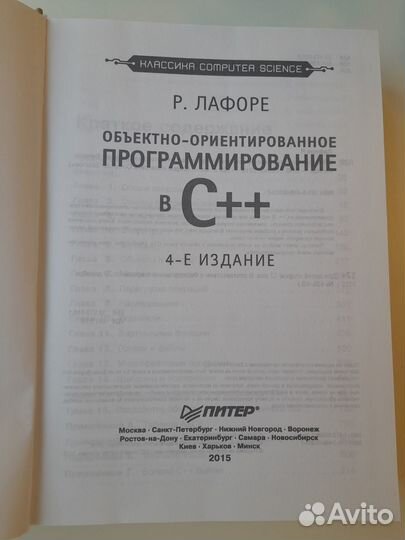 КЛАССИКА COMPUTER SCIENCE
Р. ЛАФОРЕ
ОБЪЕКТНО-ОРИЕНТИРОВАННОЕ
ПРОГРАММИРОВАНИЕ
В C++
4-Е ИЗДАНИЕ
ПИТЕР®
Москва · Санкт-Петербург · Нижний Новгород · Воронеж
Ростов-на-Дону · Екатеринбург · Самара · Новосибирск
Киев · Харьков · Минск
2015
Avito